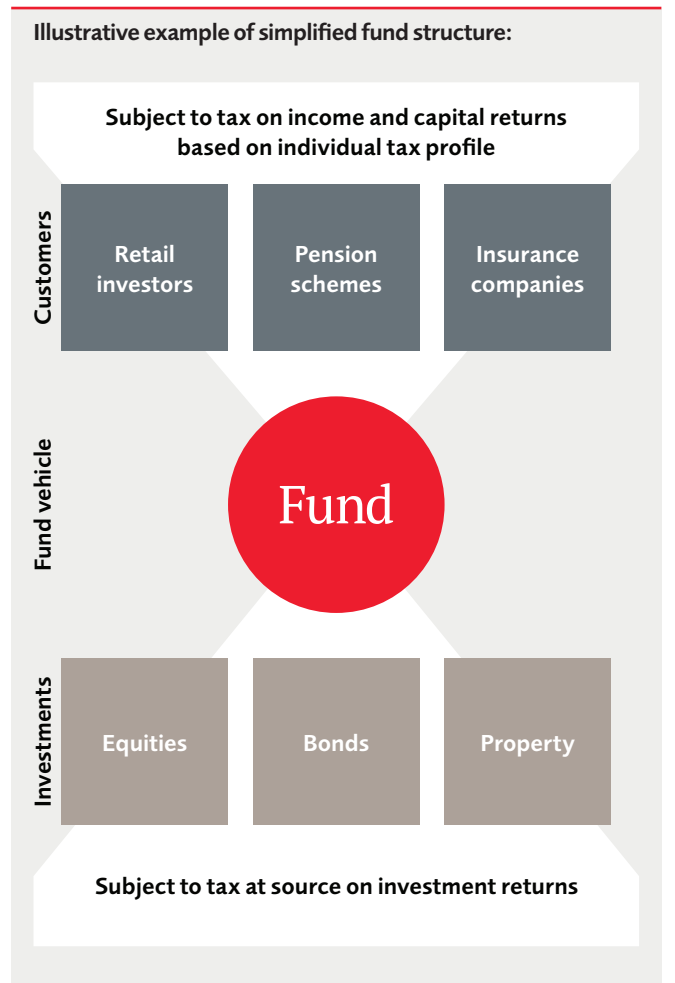 Illustrative example of simplified fund structure:
Subject to tax on income and capital returns
based on individual tax profile
Customers
Retail
investors
Pension
schemes
Insurance
companies
Fund vehicle
Fund
Investments
Equities
Bonds
Property
Subject to tax at source on investment returns